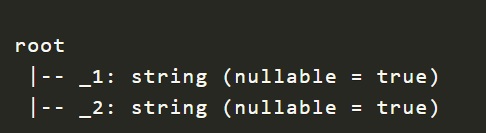 root
 |-- _1: string (nullable = true)
 |-- _2: string (nullable = true)